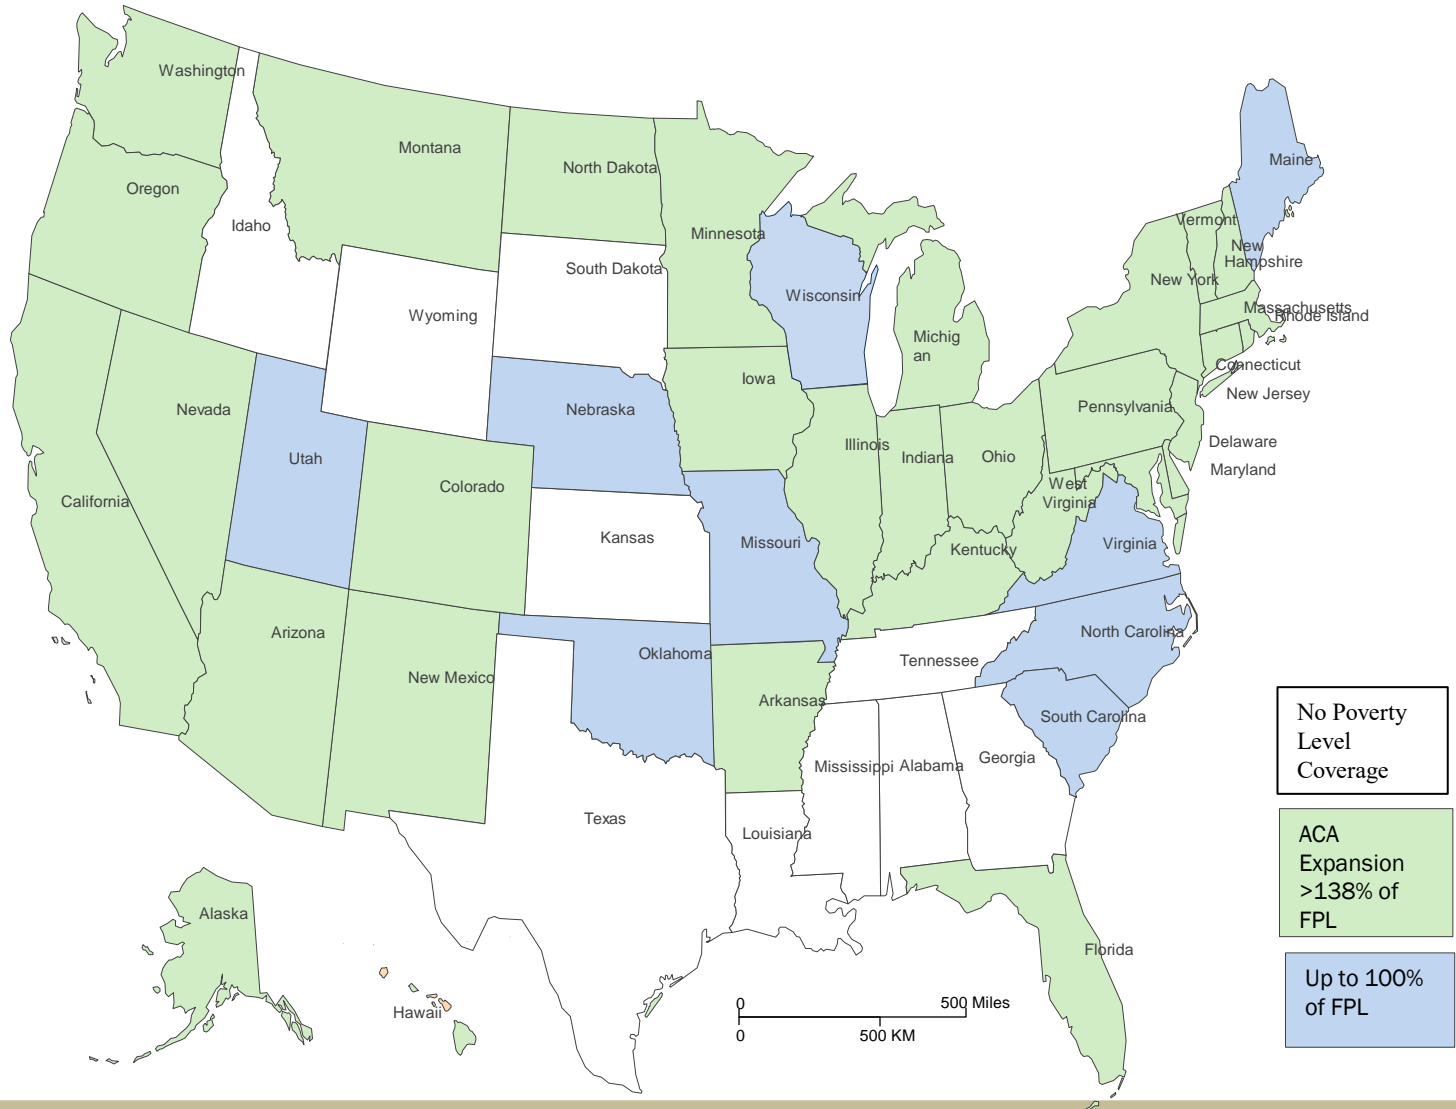 Washington
Montana
North Dakota
Minnesota
Oregon
Idaho
South Dakota
Wyoming
Wisconsin
Michig
an
Maine
Vermont
New
Hampshire
New York
Massachusetts
Rhode Island
Connecticut
New Jersey
Pennsylvania
Delaware
Maryland
Nevada
Utah
Nebraska
Iowa
Illinois
Indiana
Ohio
West
Virginia
Virginia
California
Colorado
Kansas
Missouri
Kentucky
Arizona
New Mexico
Oklahoma
Arkansas
Tennessee
North Carolina
South Carolina
Mississippi
Alabama
Georgia
Texas
Louisiana
Florida
Alaska
Hawaii
0
500 Miles
0
500 KM
No Poverty
Level
Coverage
ACA
Expansion
>138% of
FPL
Up to 100%
of FPL